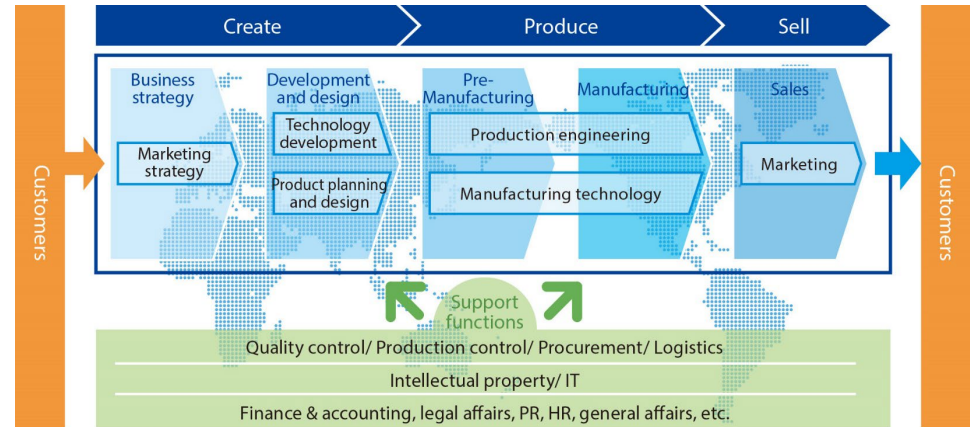 Create
Produce
Sell
Customers
Business
strategy
Marketing
strategy
Development
and design
Technology
development
Product planning
and design
Pre-
Manufacturing
Manufacturing
Production engineering
Manufacturing technology
Sales
Marketing
Customers
Support
functions
Quality control/ Production control/ Procurement/ Logistics
Intellectual property/ IT
Finance & accounting, legal affairs, PR, HR, general affairs, etc.